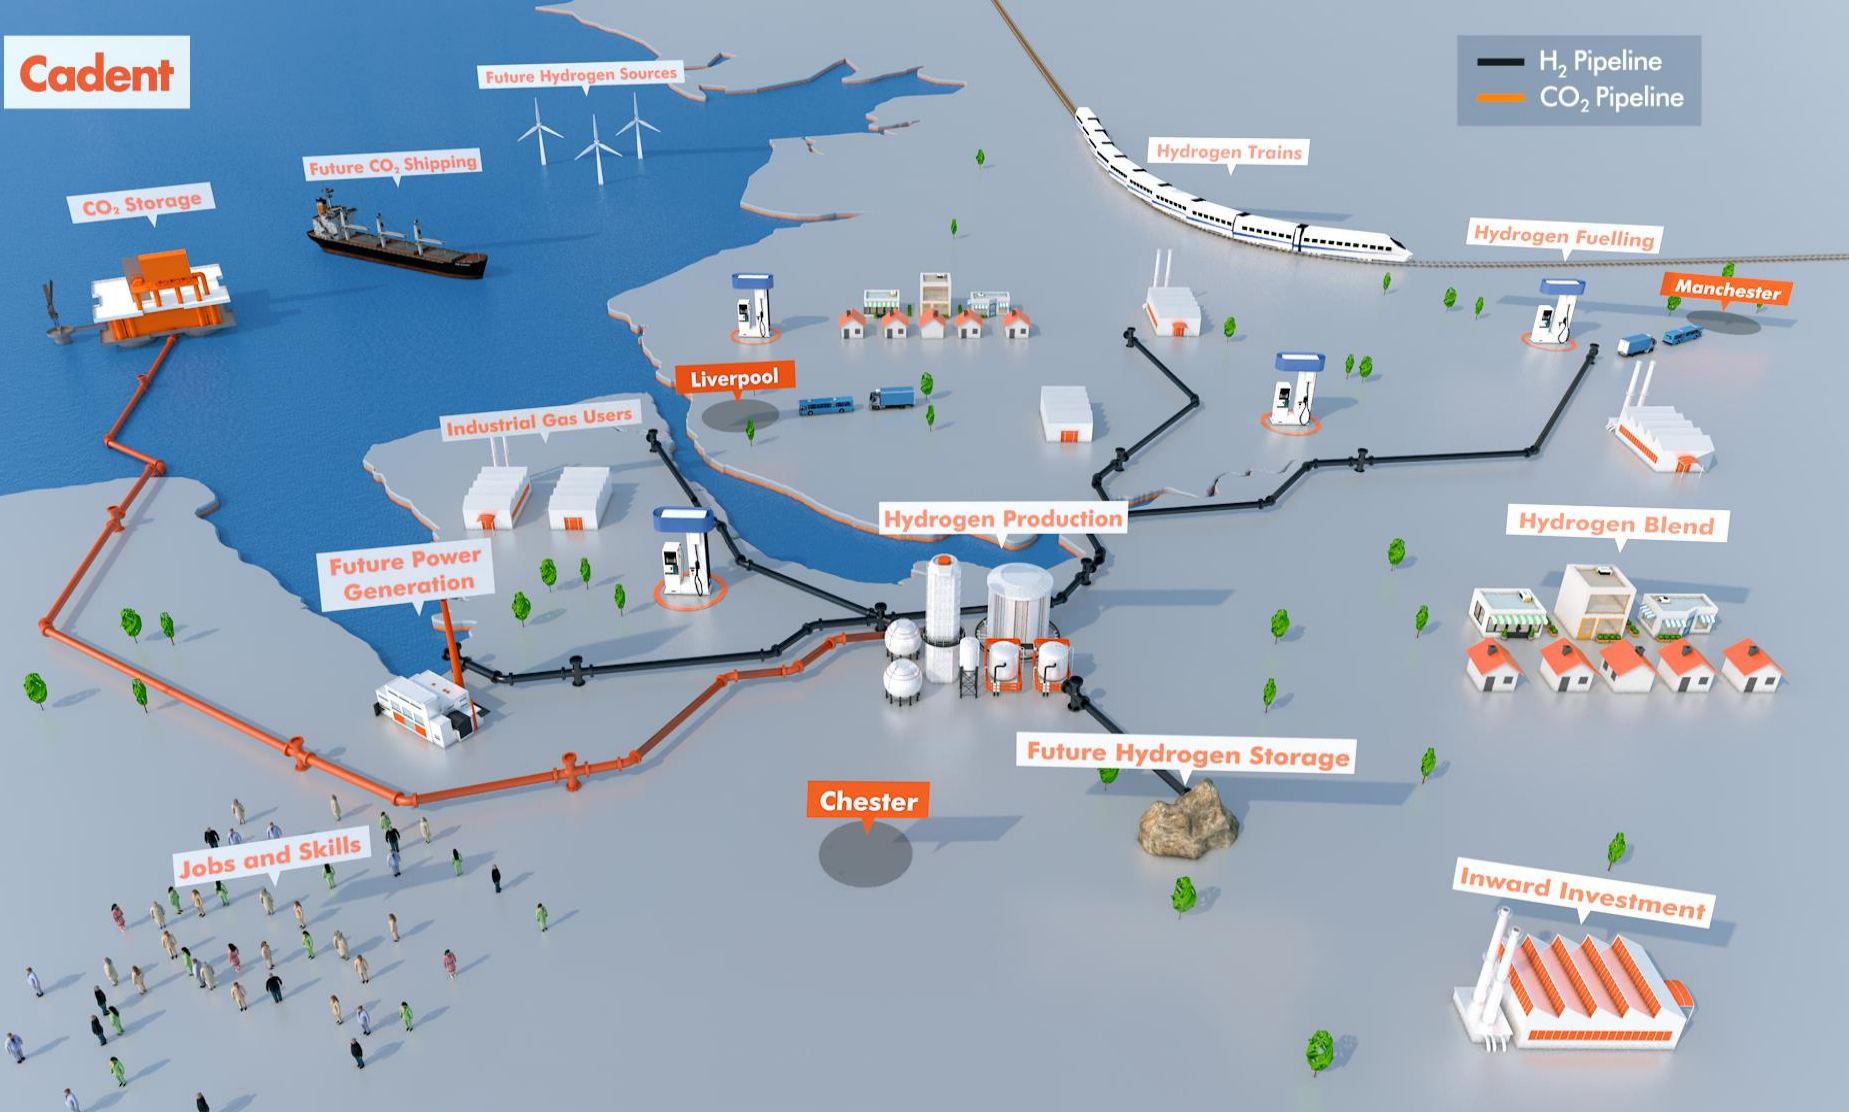 Cadent
H₂ Pipeline
CO₂ Pipeline
Future Hydrogen Sources
Future CO₂ Shipping
CO₂ Storage
Hydrogen Trains
Hydrogen Fuelling
Manchester
Liverpool
Industrial Gas Users
Hydrogen Production
Hydrogen Blend
Future Power
Generation
Future Hydrogen Storage
Chester
Jobs and Skills
Inward Investment